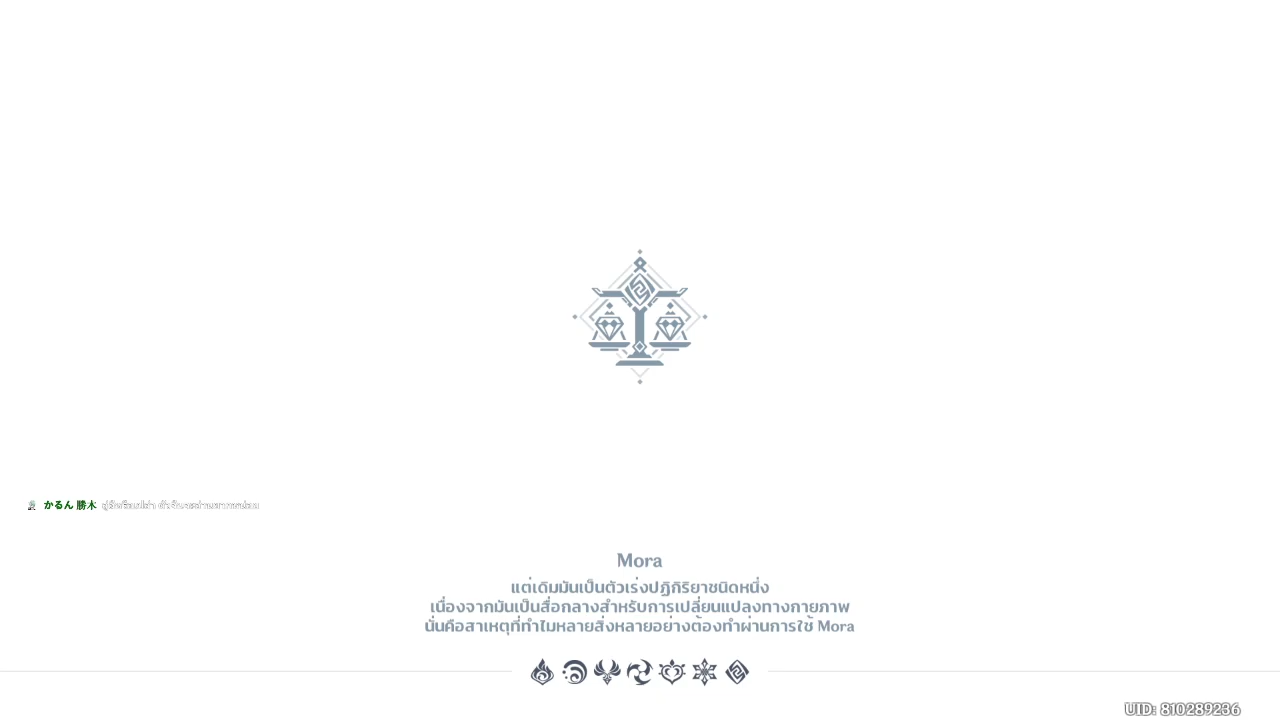 かるん 勝木
Mora
แต่เดิมมันเป็นตัวเร่งปฏิกิริยาชนิดหนึ่ง
เนื่องจากมันเป็นสื่อกลางสำหรับการเปลี่ยนแปลงทางกายภาพ
นั่นคือสาเหตุที่ทำไมหลายสิ่งหลายอย่างต้องทำผ่านการใช้ Mora
UID: 810289236